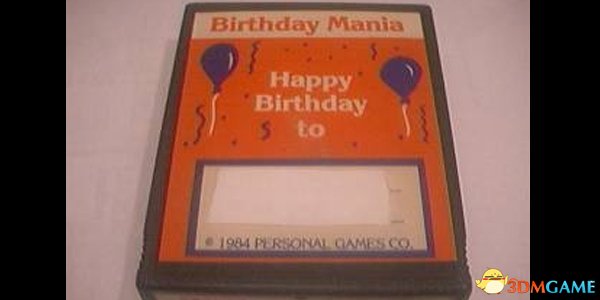 Birthday Mania
Happy
Birthday
to
© 1984 PERSONAL GAMES CO.
3DMGAME